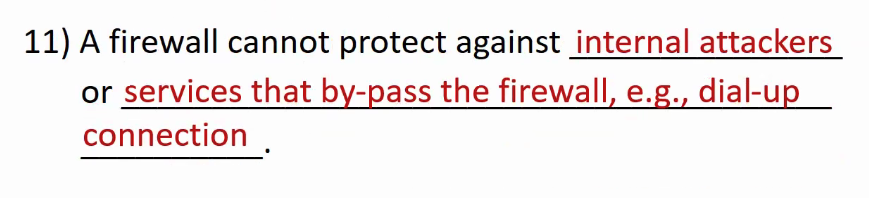 11) A firewall cannot protect against internal attackers
or services that by-pass the firewall, e.g., dial-up
connection.